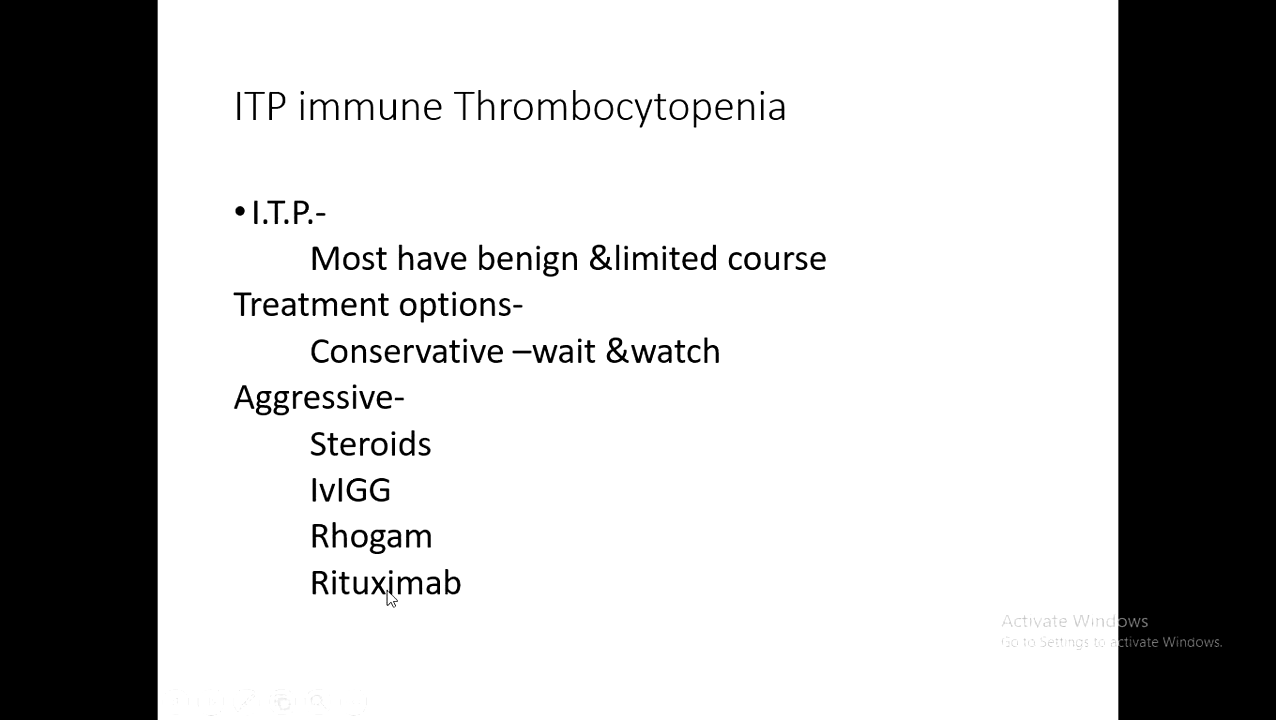 ITP immune Thrombocytopenia
• I.T.P.-
Most have benign &limited course
Treatment options-
Conservative –wait &watch
Aggressive-
Steroids
IvIGG
Rhogam
Rituximab
Activate Windows
Go to Settings to activate Windows.